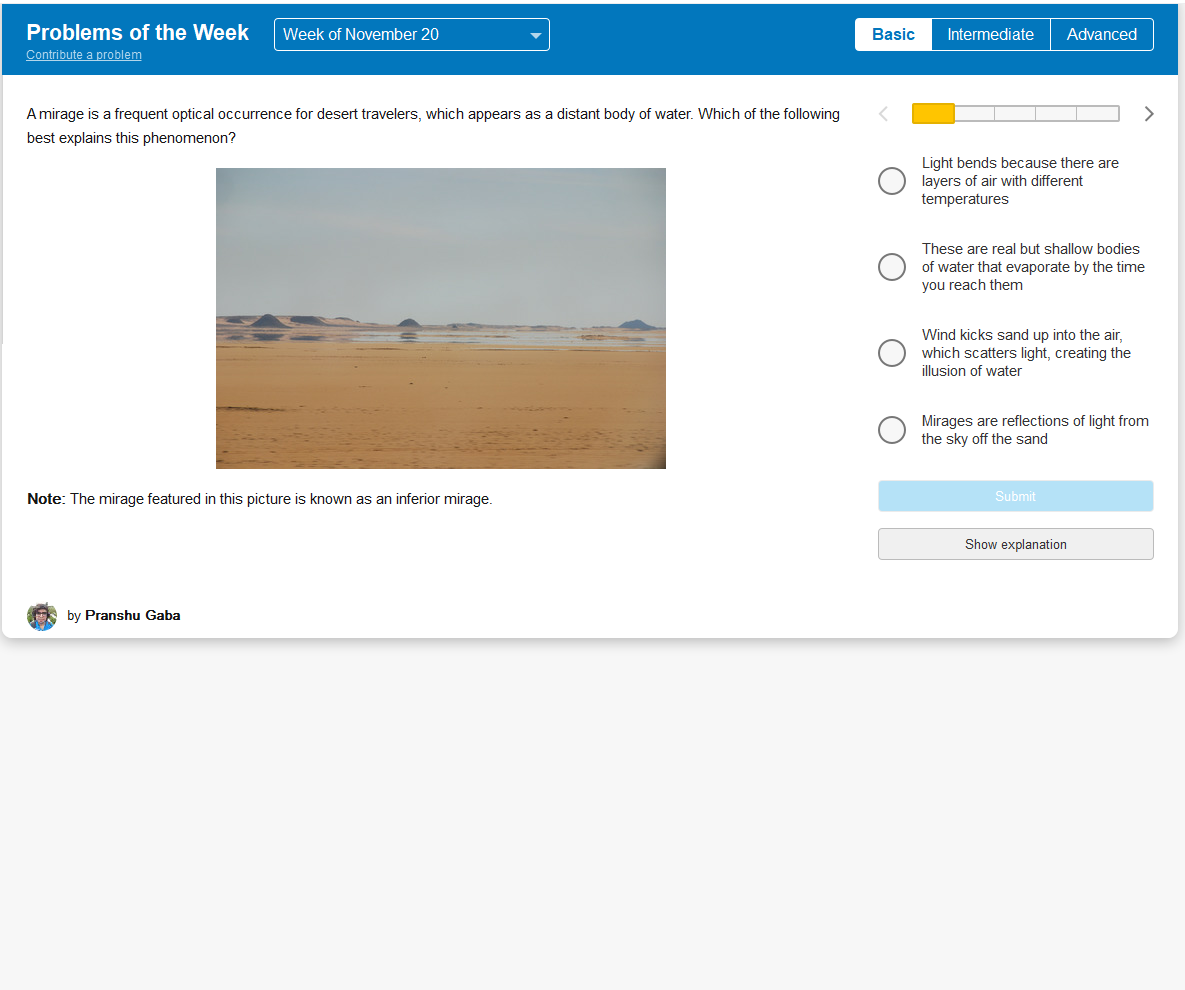 Problems of the Week
Contribute a problem
Week of November 20
Basic
Intermediate
Advanced
A mirage is a frequent optical occurrence for desert travelers, which appears as a distant body of water. Which of the following
best explains this phenomenon?
Note: The mirage featured in this picture is known as an inferior mirage.
by Pranshu Gaba
Light bends because there are
layers of air with different
temperatures
These are real but shallow bodies
of water that evaporate by the time
you reach them
Wind kicks sand up into the air,
which scatters light, creating the
illusion of water
Mirages are reflections of light from
the sky off the sand
Submit
Show explanation